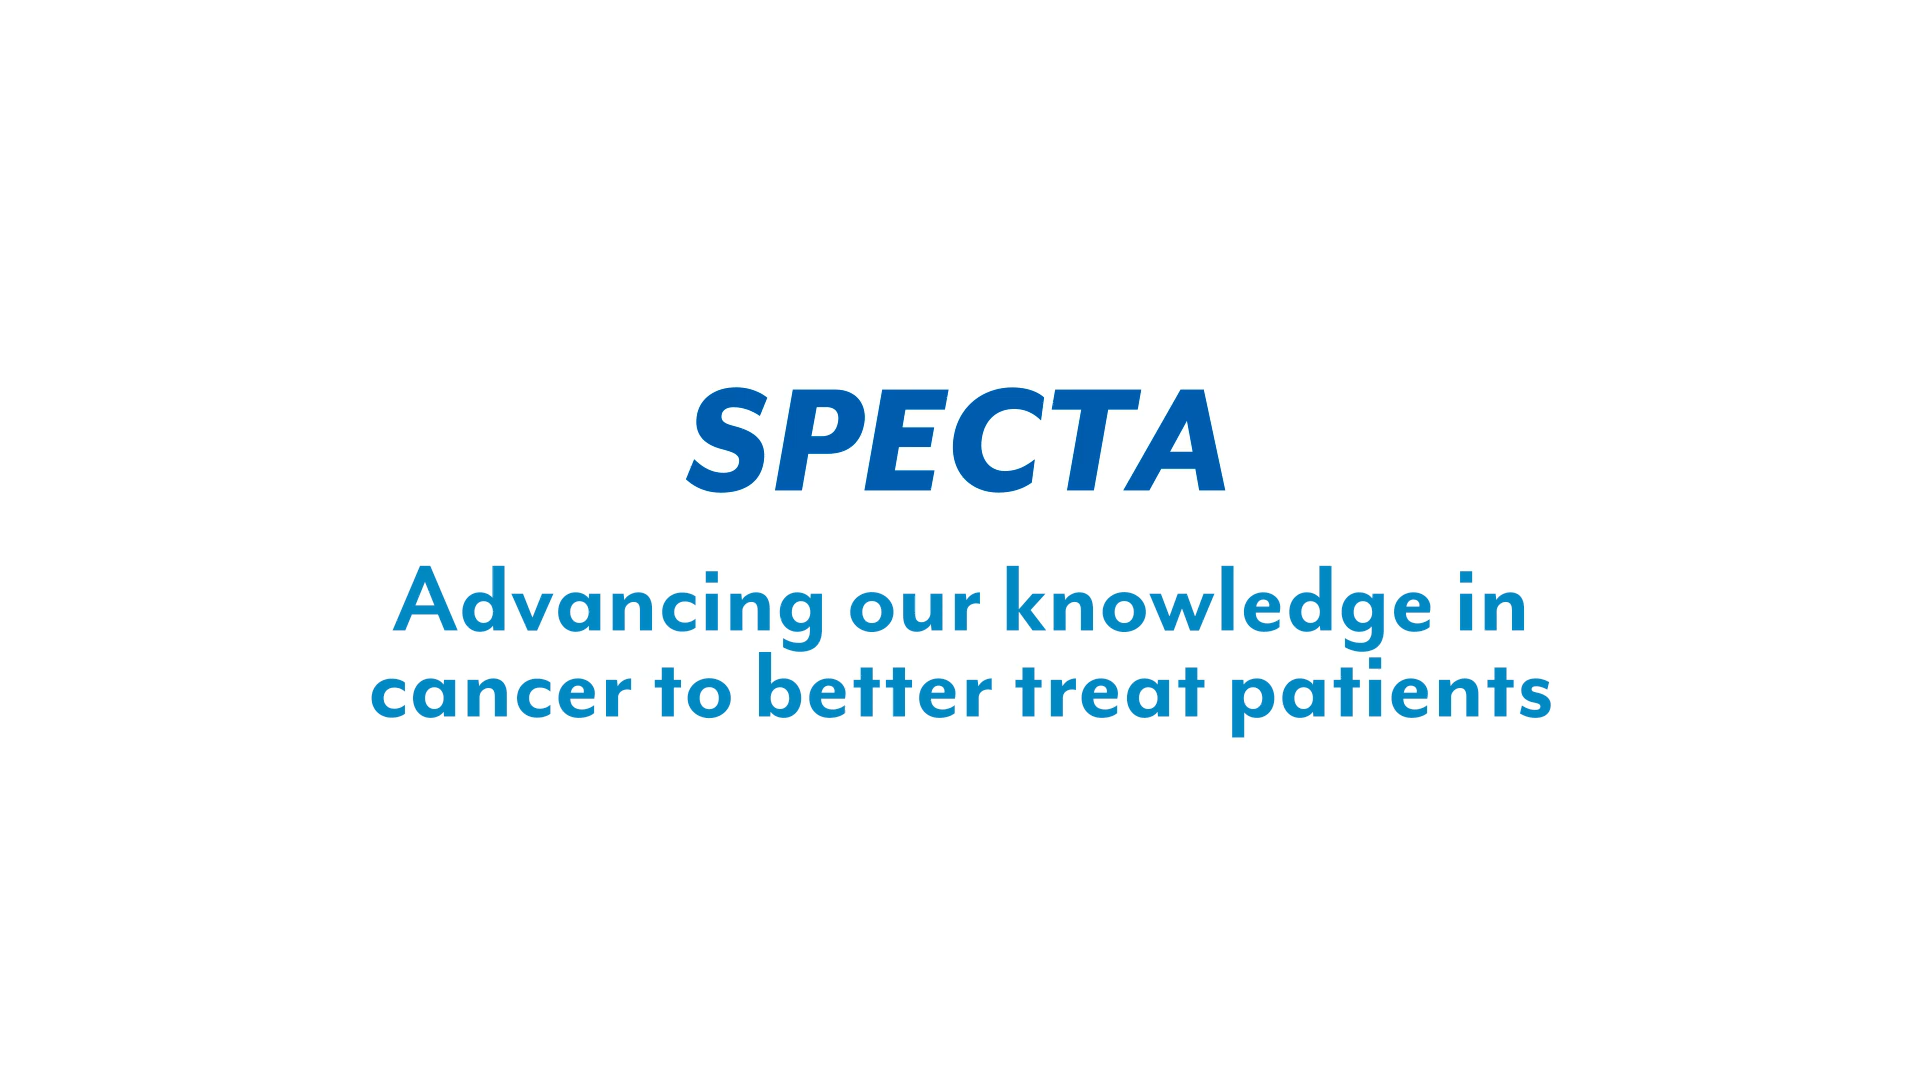 SPECTA
Advancing our knowledge in
cancer to better treat patients